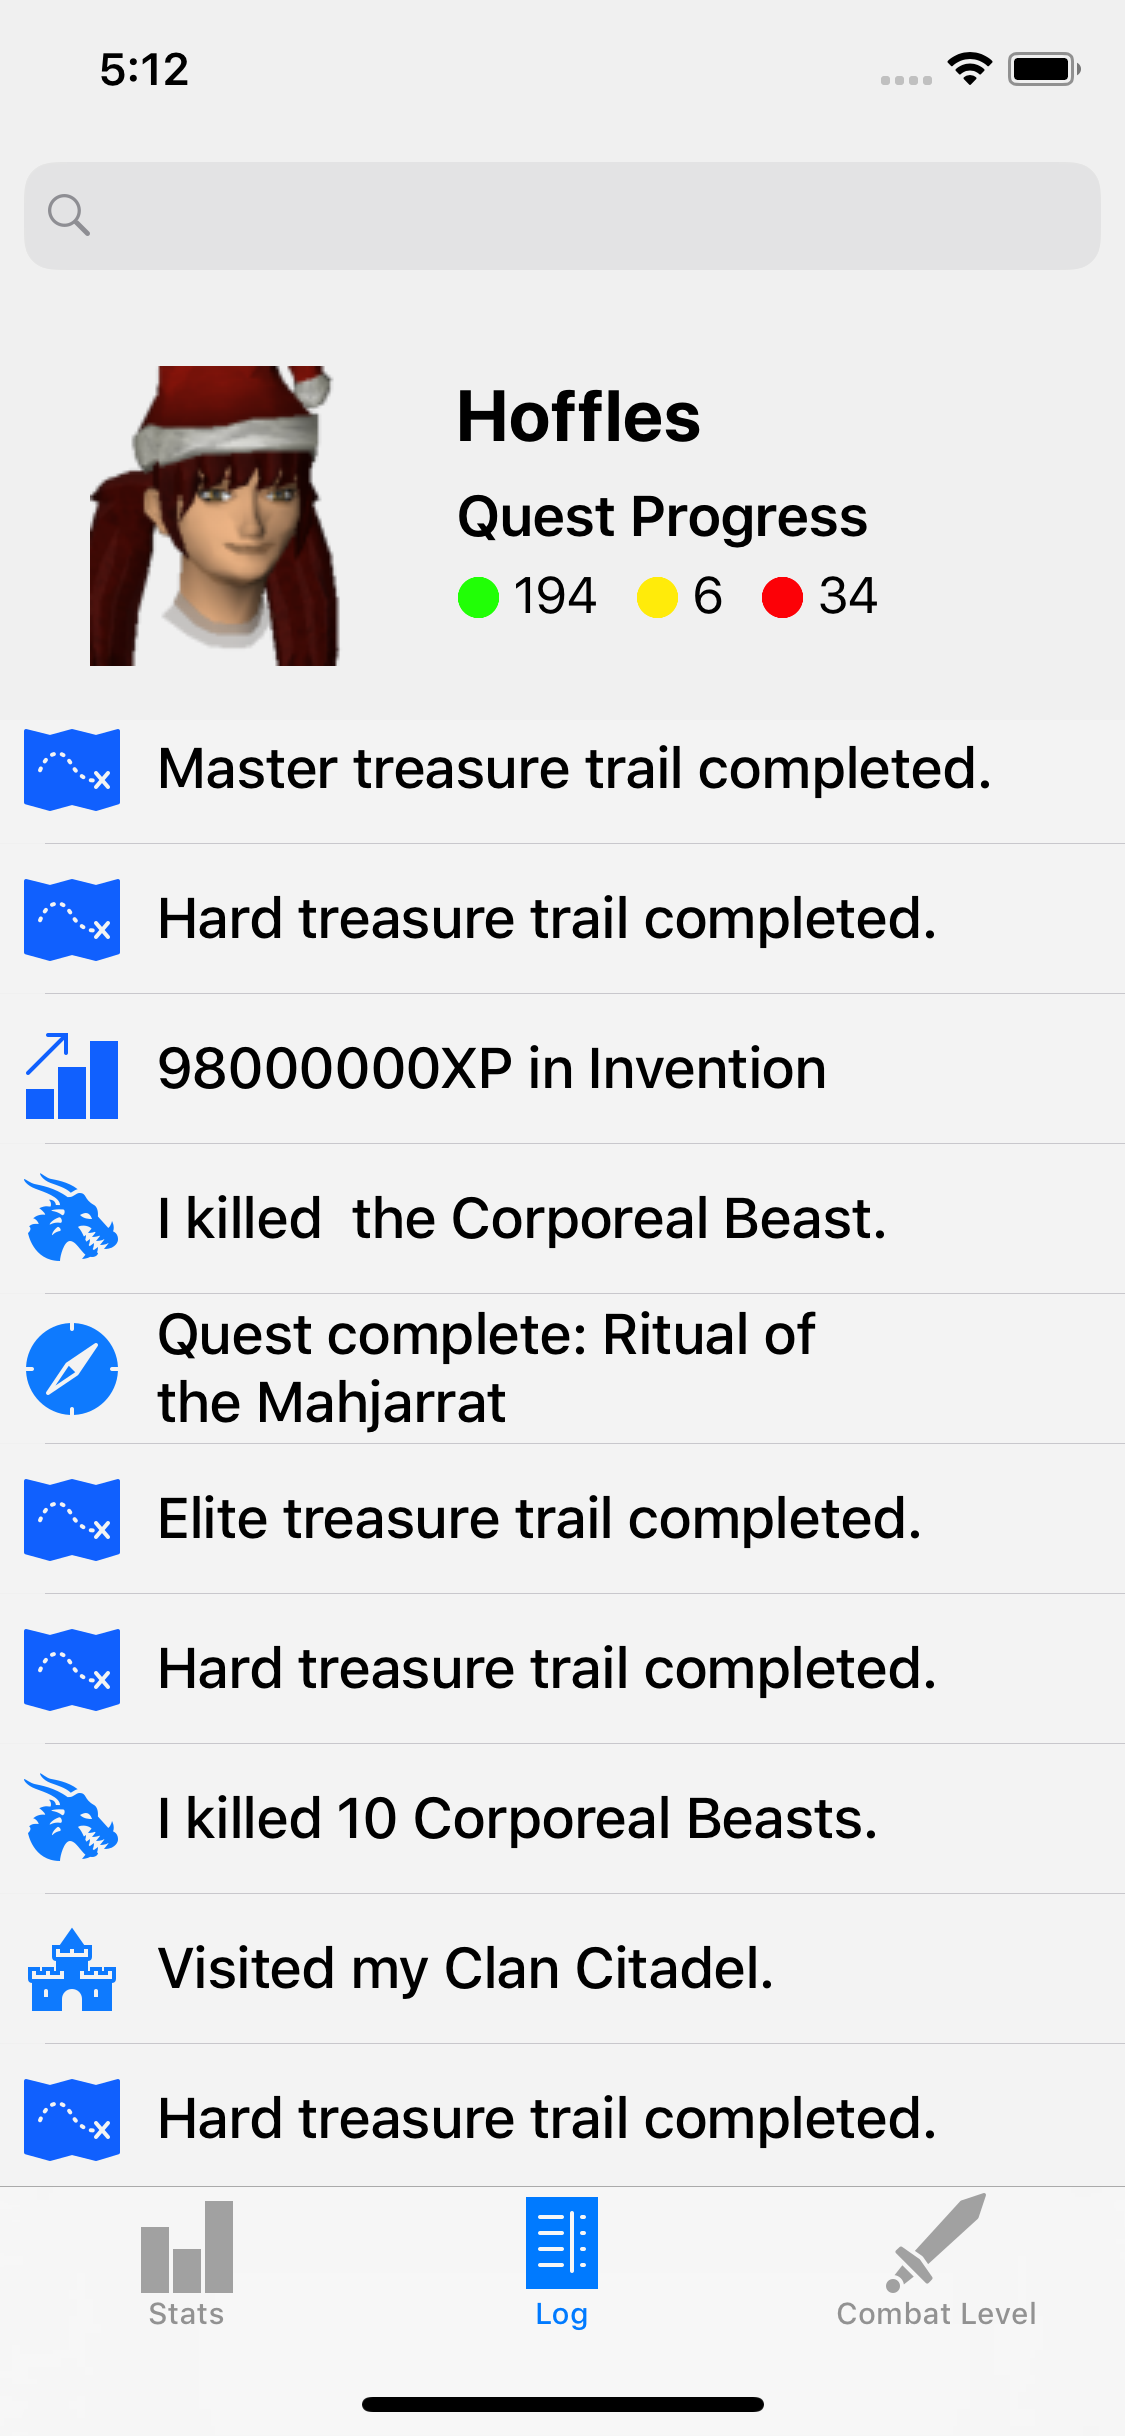 5:12
Hoffles
Quest Progress
194 6 34
Master treasure trail completed.
Hard treasure trail completed.
98000000XP in Invention
I killed  the Corporeal Beast.
Quest complete: Ritual of
the Mahjarrat
Elite treasure trail completed.
Hard treasure trail completed.
I killed 10 Corporeal Beasts.
Visited my Clan Citadel.
Hard treasure trail completed.
Stats Log Combat Level